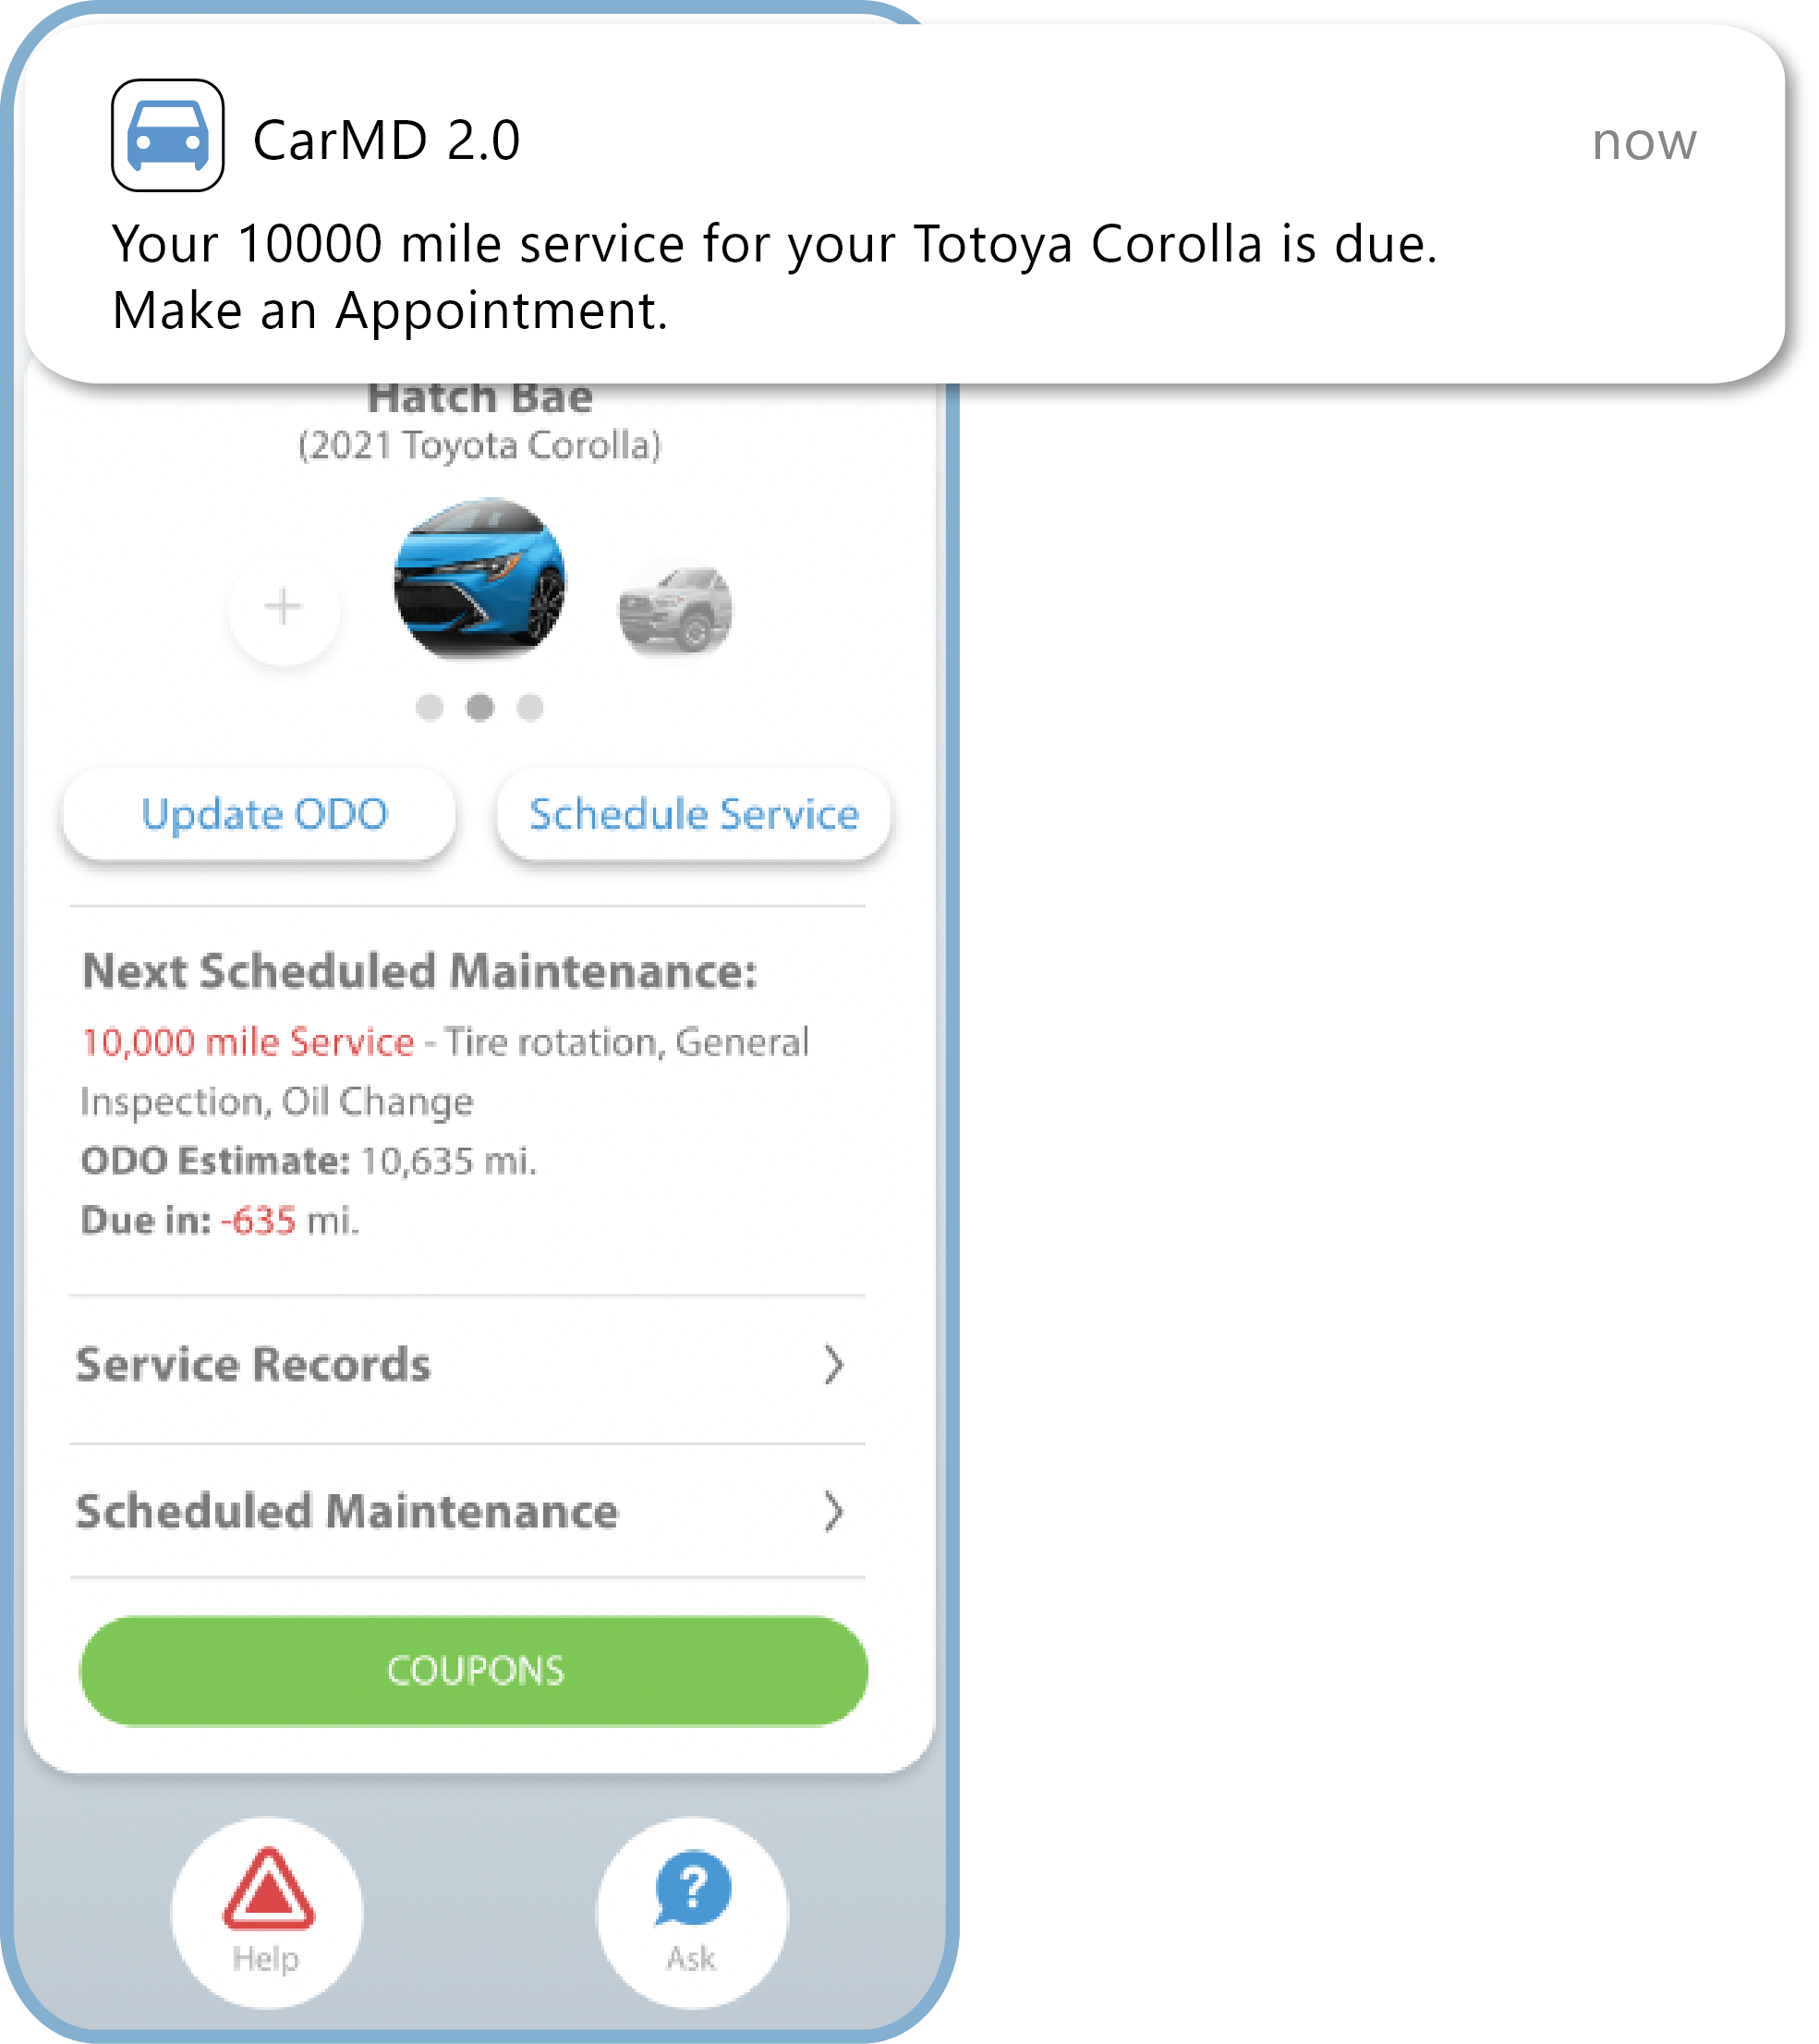 CarMD 2.0
now
Your 10000 mile service for your Totoya Corolla is due.
Make an Appointment.
Hatch Bae
(2021 Toyota Corolla)
+
Update ODO
Schedule Service
Next Scheduled Maintenance:
10,000 mile Service - Tire rotation, General
Inspection, Oil Change
ODO Estimate: 10,635 mi.
Due in: -635 mi.
Service Records
Scheduled Maintenance
COUPONS
?
Help
Ask